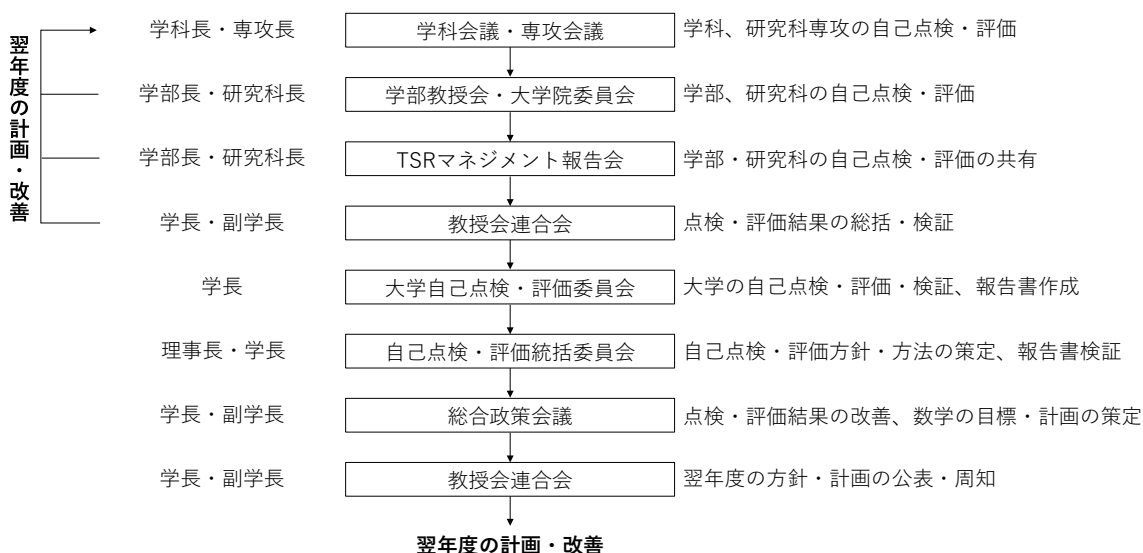 翌年度の計画・改善
学科長・専攻長 学科会議・専攻会議 学科、研究科専攻の自己点検・評価
学部長・研究科長 学部教授会・大学院委員会 学部、研究科の自己点検・評価
学部長・研究科長 TSRマネジメント報告会 学部・研究科の自己点検・評価の共有
学長・副学長 教授会連合会 点検・評価結果の総括・検証
学長 大学自己点検・評価委員会 大学の自己点検・評価・検証、報告書作成
理事長・学長 自己点検・評価統括委員会 自己点検・評価方針・方法の策定、報告書検証
学長・副学長 総合政策会議 点検・評価結果の改善、数学の目標・計画の策定
学長・副学長 教授会連合会 翌年度の方針・計画の公表・周知
翌年度の計画・改善